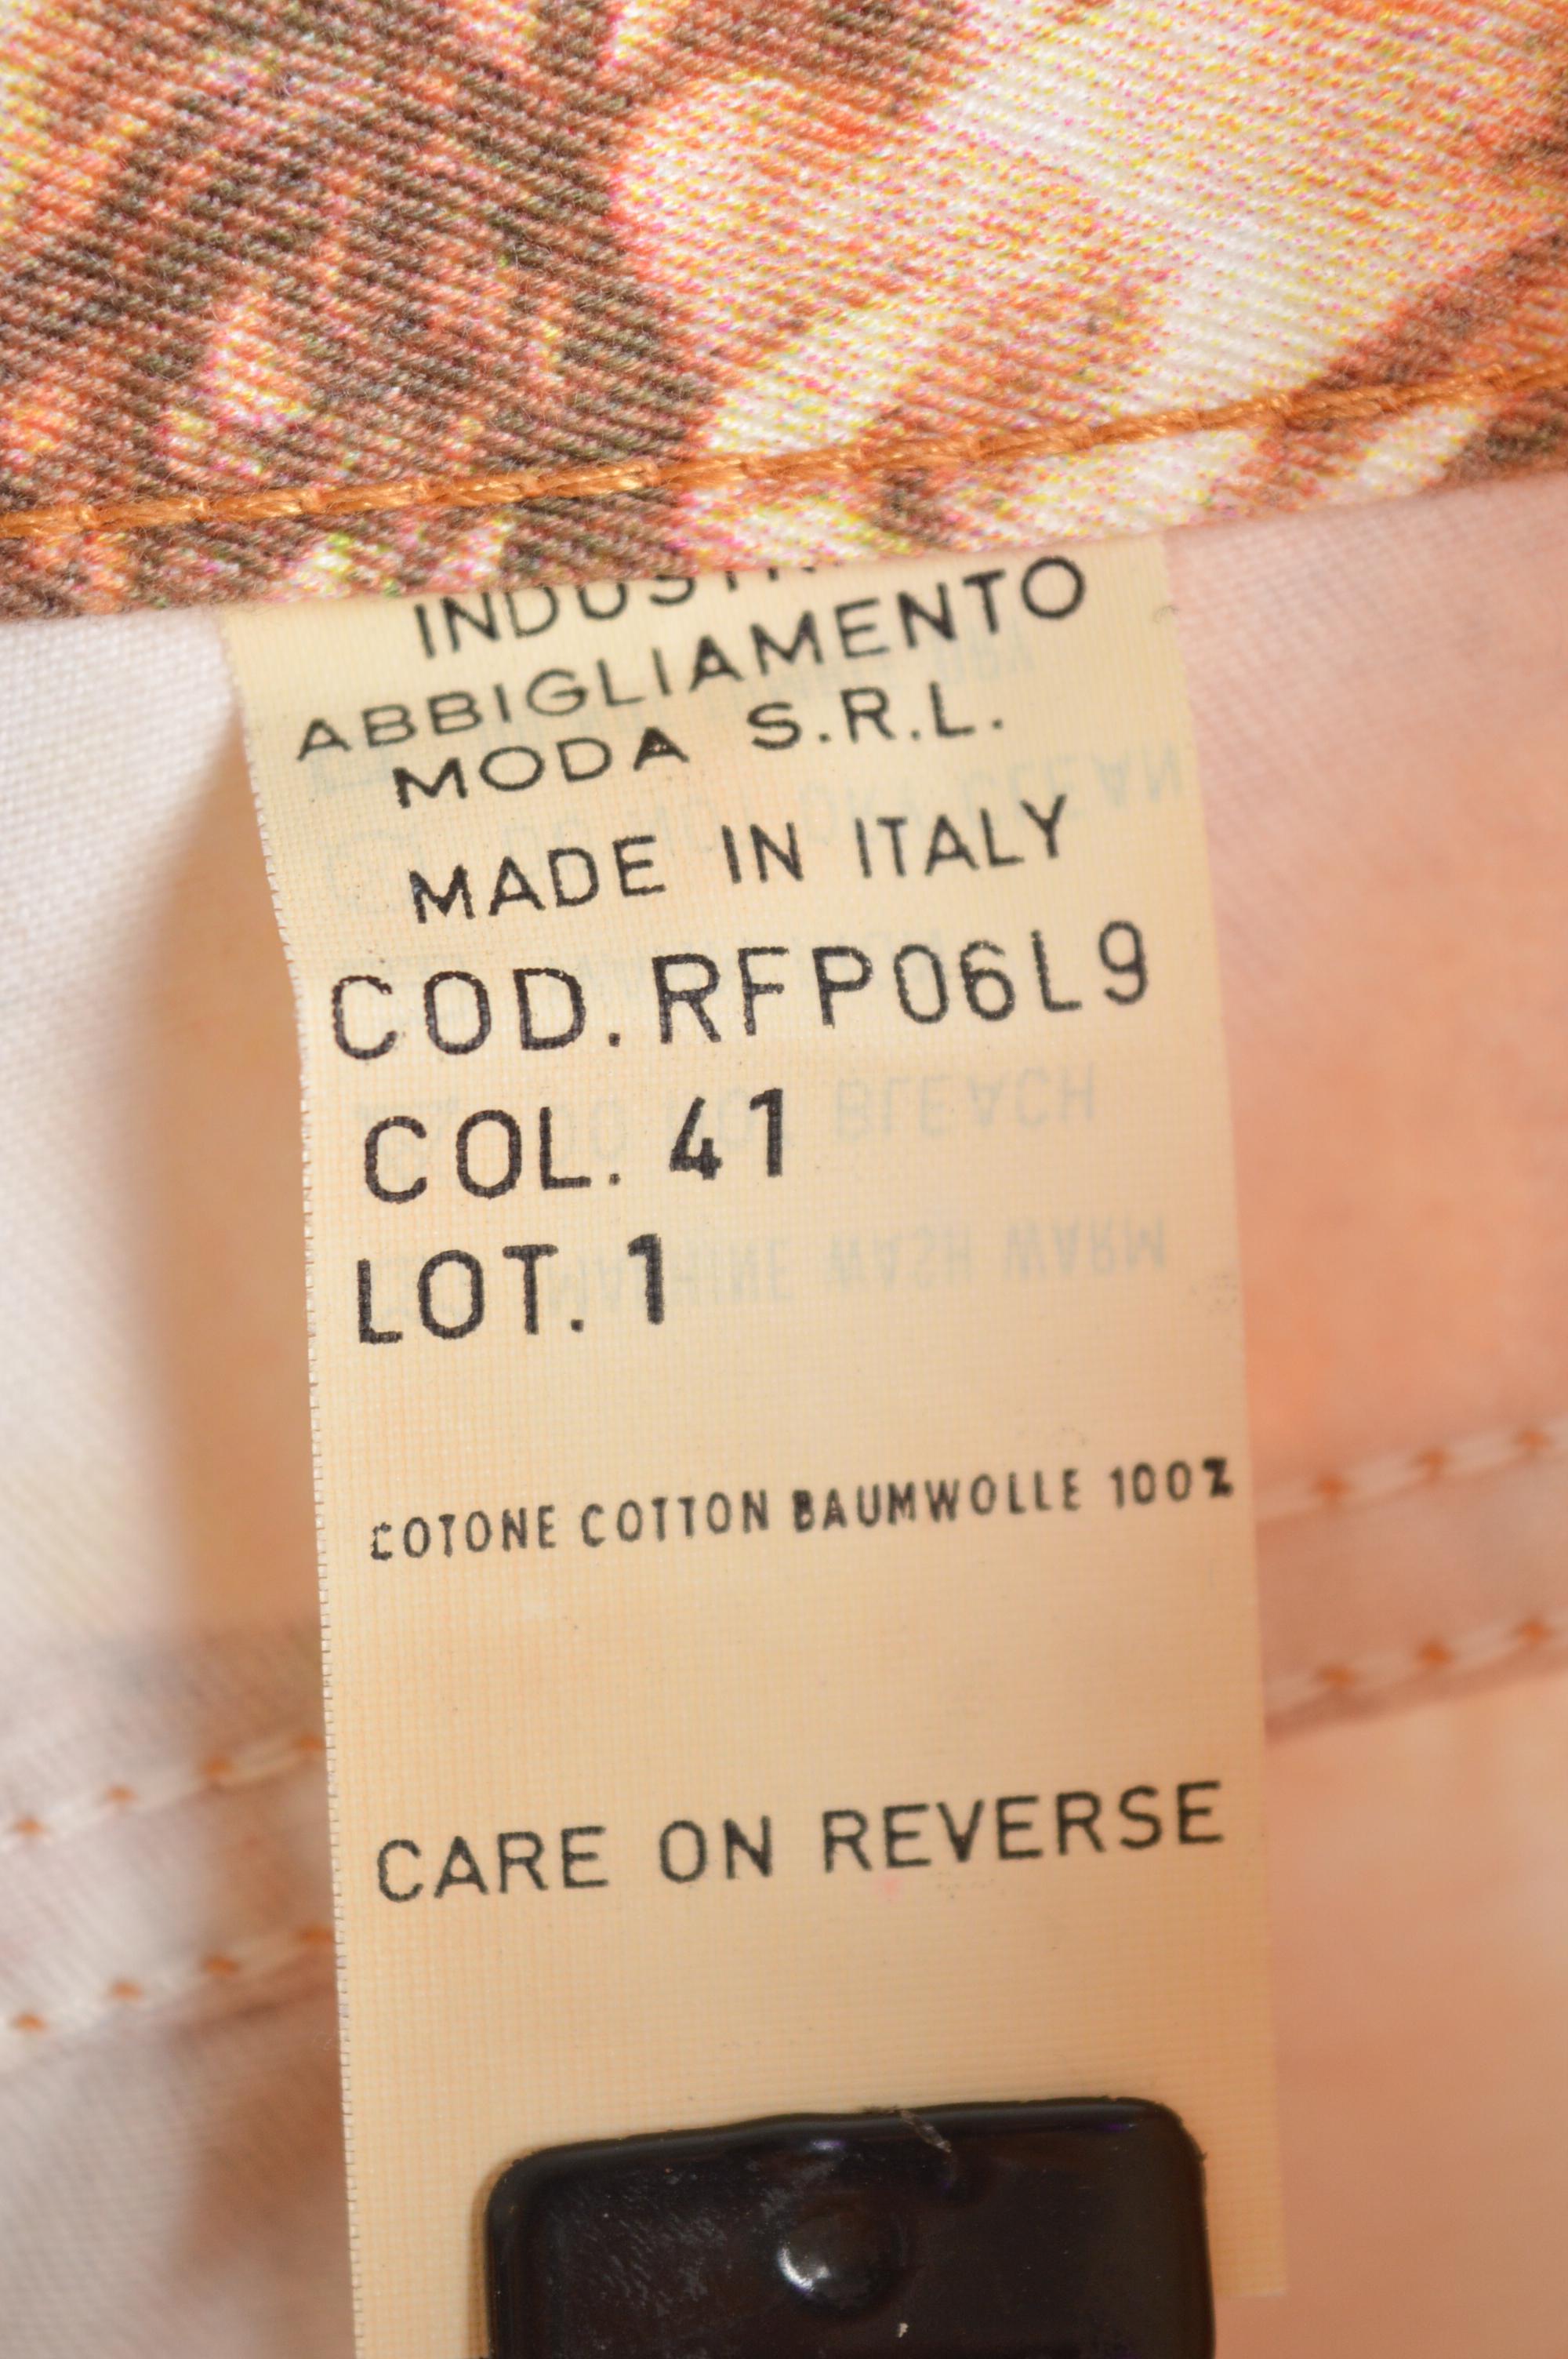 ABBIGLIAMENTO
MODA S.R.L.
MADE IN ITALY
COD.RFP06L9
COL. 41
LOT. 1
COTONE COTTON BAUMWOLLE 100%
CARE ON REVERSE